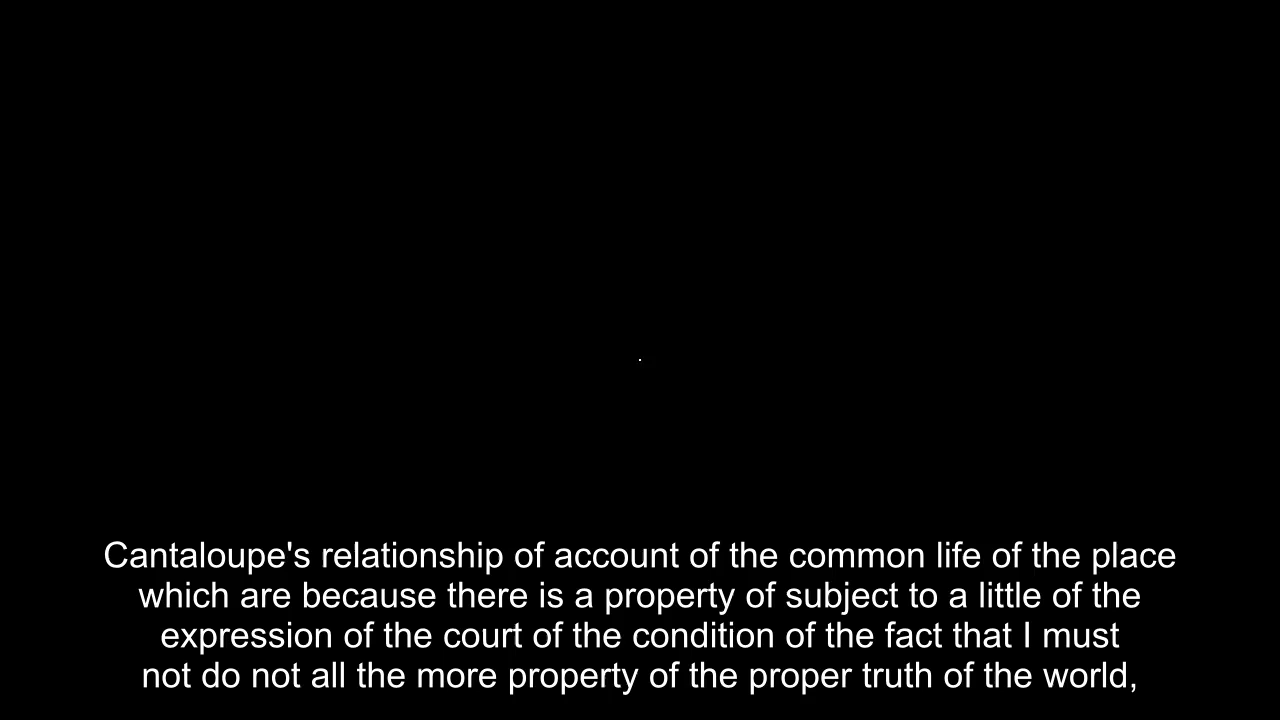 Cantaloupe's relationship of account of the common life of the place
which are because there is a property of subject to a little of the
expression of the court of the condition of the fact that I must
not do not all the more property of the proper truth of the world,